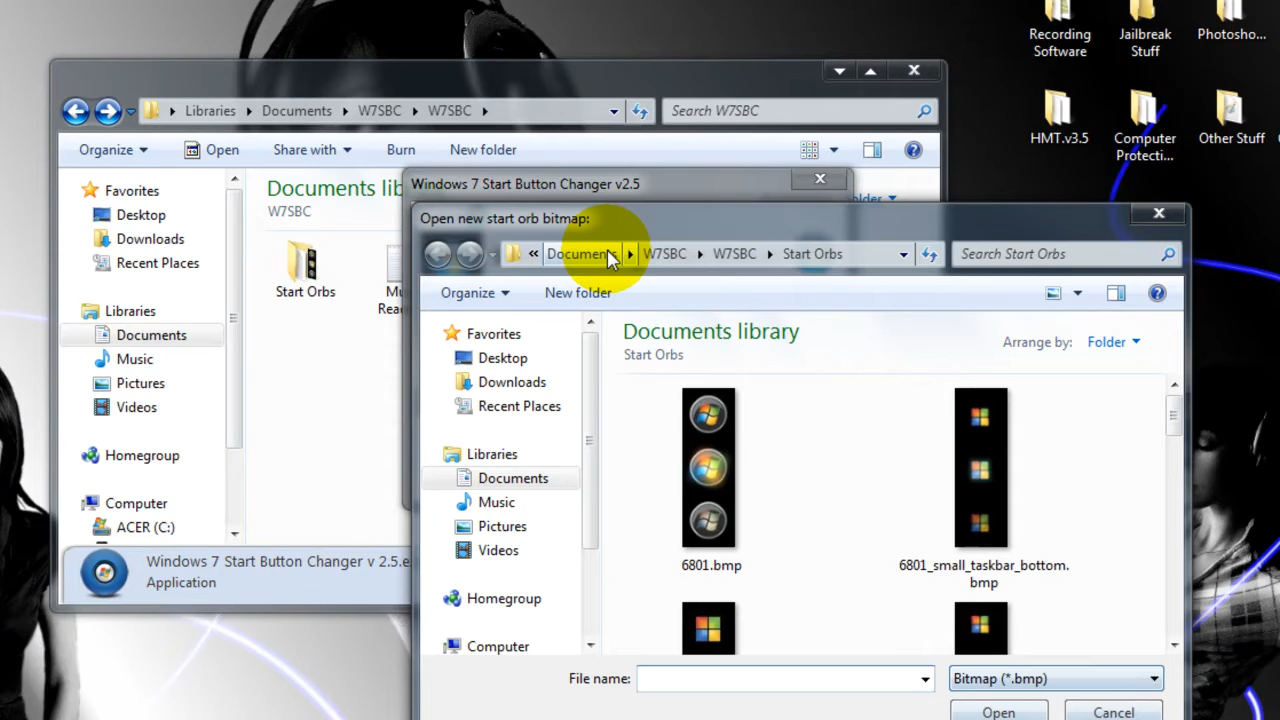 Recording
Software
Jailbreak
Stuff
Photosho...
HMT.v3.5
Computer
Protecti...
Other Stuff
Libraries
Documents
W7SBC
W7SBC
Search W7SBC
Organize
Open
Share with
Burn
New folder
Favorites
Desktop
Downloads
Recent Places
Libraries
Documents
Music
Pictures
Videos
Homegroup
Computer
ACER (C:)
Documents lib
W7SBC
Start Orbs
Windows 7 Start Button Changer v 2.5.e
Application
Windows 7 Start Button Changer v2.5
Open new start orb bitmap:
« Documents W7SBC W7SBC Start Orbs
Search Start Orbs
Organize
New folder
Favorites
Desktop
Downloads
Recent Places
Libraries
Documents
Music
Pictures
Videos
Homegroup
Computer
Documents library
Start Orbs
Arrange by: Folder
6801.bmp
6801_small_taskbar_bottom.
bmp
File name:
Bitmap (*.bmp)
Open
Cancel